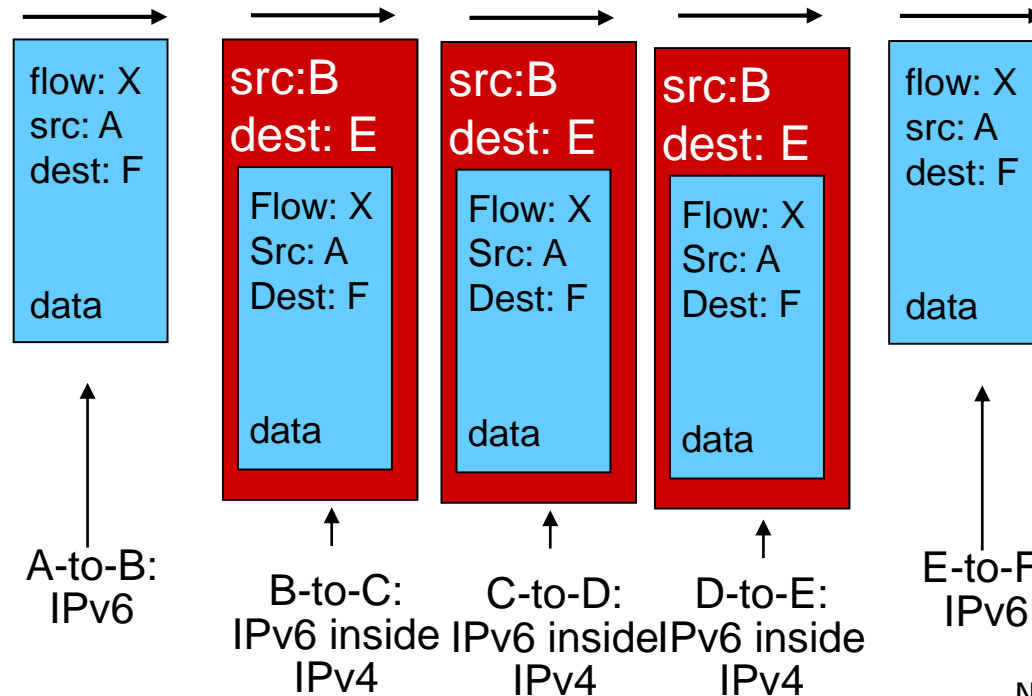 flow: X
src: A
dest: F
data
src:B
dest: E
Flow: X
Src: A
Dest: F
data
src:B
dest: E
Flow: X
Src: A
Dest: F
data
src:B
dest: E
Flow: X
Src: A
Dest: F
data
flow: X
src: A
dest: F
data
A-to-B:
IPv6
B-to-C:
IPv6 inside
IPv4
C-to-D:
IPv6 inside
IPv4
D-to-E:
IPv6 inside
IPv4
E-to-F
IPv6